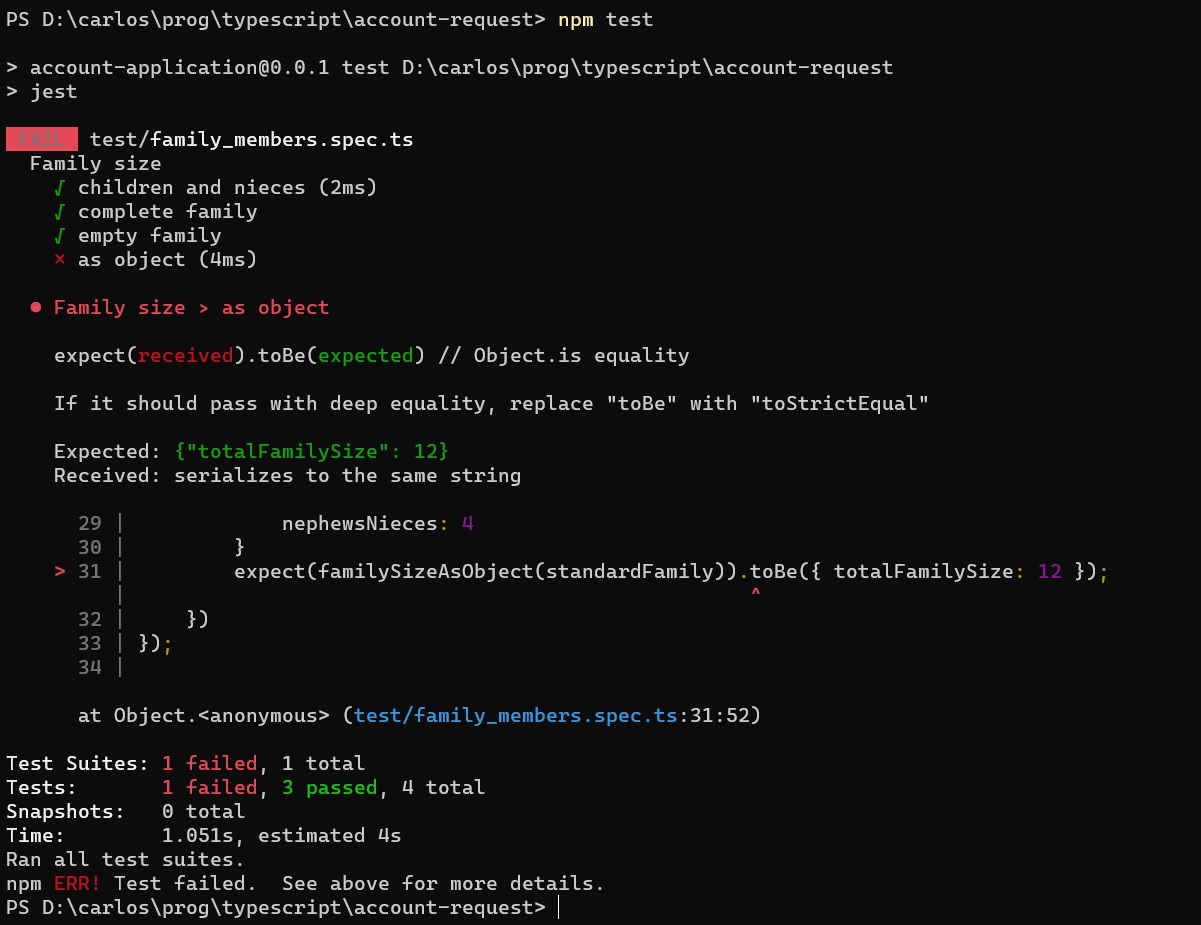 PS D:\carlos\prog\typescript\account-request> npm test
> account-application@0.0.1 test D:\carlos\prog\typescript\account-request
> jest
FAIL test/family_members.spec.ts
Family size
√ children and nieces (2ms)
√ complete family
√ empty family
× as object (4ms)
● Family size > as object
expect(received).toBe(expected) // Object.is equality
If it should pass with deep equality, replace "toBe" with "toStrictEqual"
Expected: {"totalFamilySize": 12}
Received: serializes to the same string
29 | nephewsNieces: 4
30 | }
> 31 | expect(familySizeAsObject(standardFamily)).toBe({ totalFamilySize: 12 });
| ^
32 | })
33 | });
34 |
at Object.<anonymous> (test/family_members.spec.ts:31:52)
Test Suites: 1 failed, 1 total
Tests: 1 failed, 3 passed, 4 total
Snapshots: 0 total
Time: 1.051s, estimated 4s
Ran all test suites.
npm ERR! Test failed. See above for more details.
PS D:\carlos\prog\typescript\account-request>